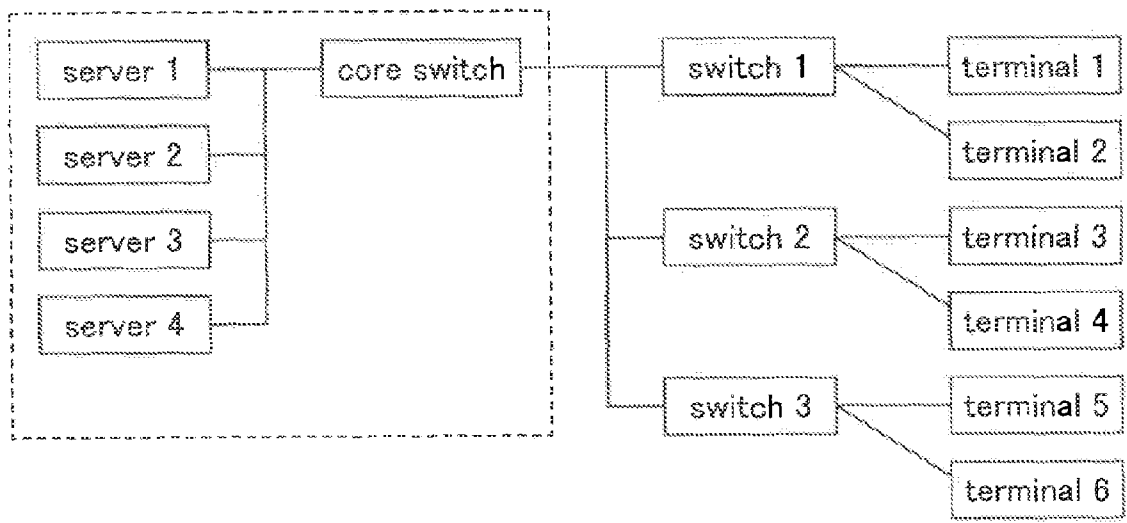 server 1
core switch
switch 1
terminal 1
server 2
terminal 2
server 3
switch 2
terminal 3
server 4
terminal 4
switch 3
terminal 5
terminal 6